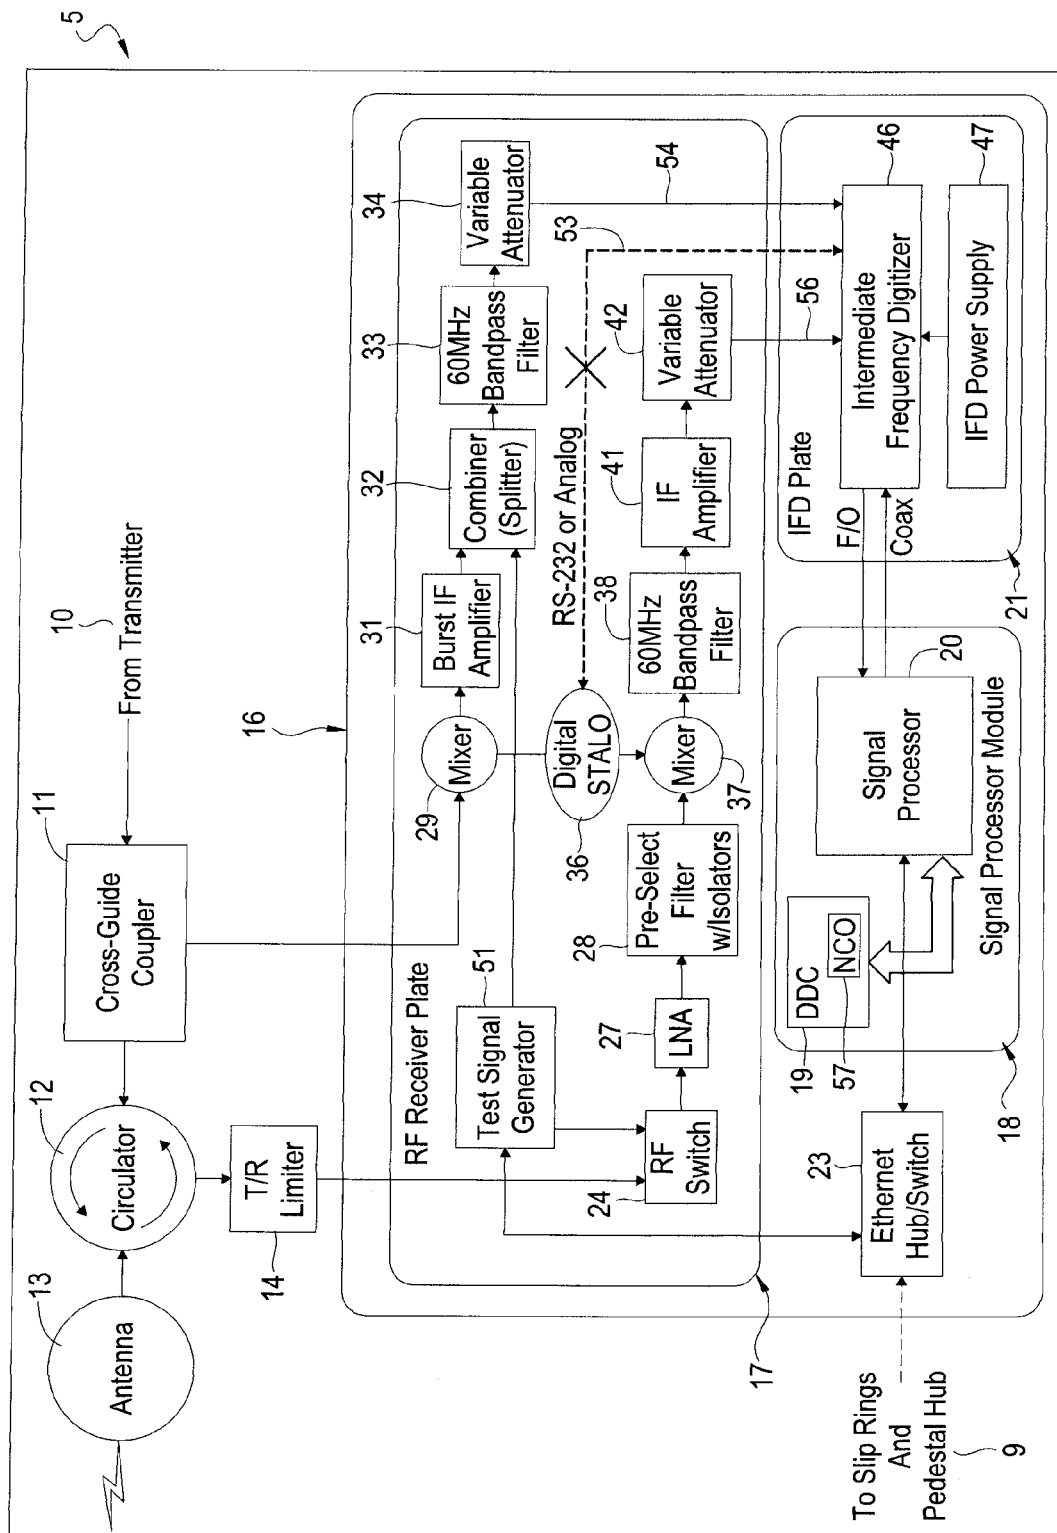 5
10
From Transmitter
11
Cross-Guide
Coupler
12
Circulator
13
Antenna
14
T/R
Limiter
16
RF Receiver Plate
29
Mixer
31
Burst IF
Amplifier
32
Combiner
(Splitter)
33
60MHz
Bandpass
Filter
34
Variable
Attenuator
51
Test Signal
Generator
36
Digital
STALO
RS-232 or Analog
53
54
24
RF
Switch
27
LNA
28
Pre-Select
Filter
w/Isolators
37
Mixer
38
60MHz
Bandpass
Filter
41
IF
Amplifier
42
Variable
Attenuator
56
17
To Slip Rings
And
Pedestal Hub
9
23
Ethernet
Hub/Switch
18
19
DDC
NCO
57
Signal
Processor
20
Signal Processor Module
F/O
Coax
21
IFD Plate
Intermediate
Frequency Digitizer
46
IFD Power Supply
47